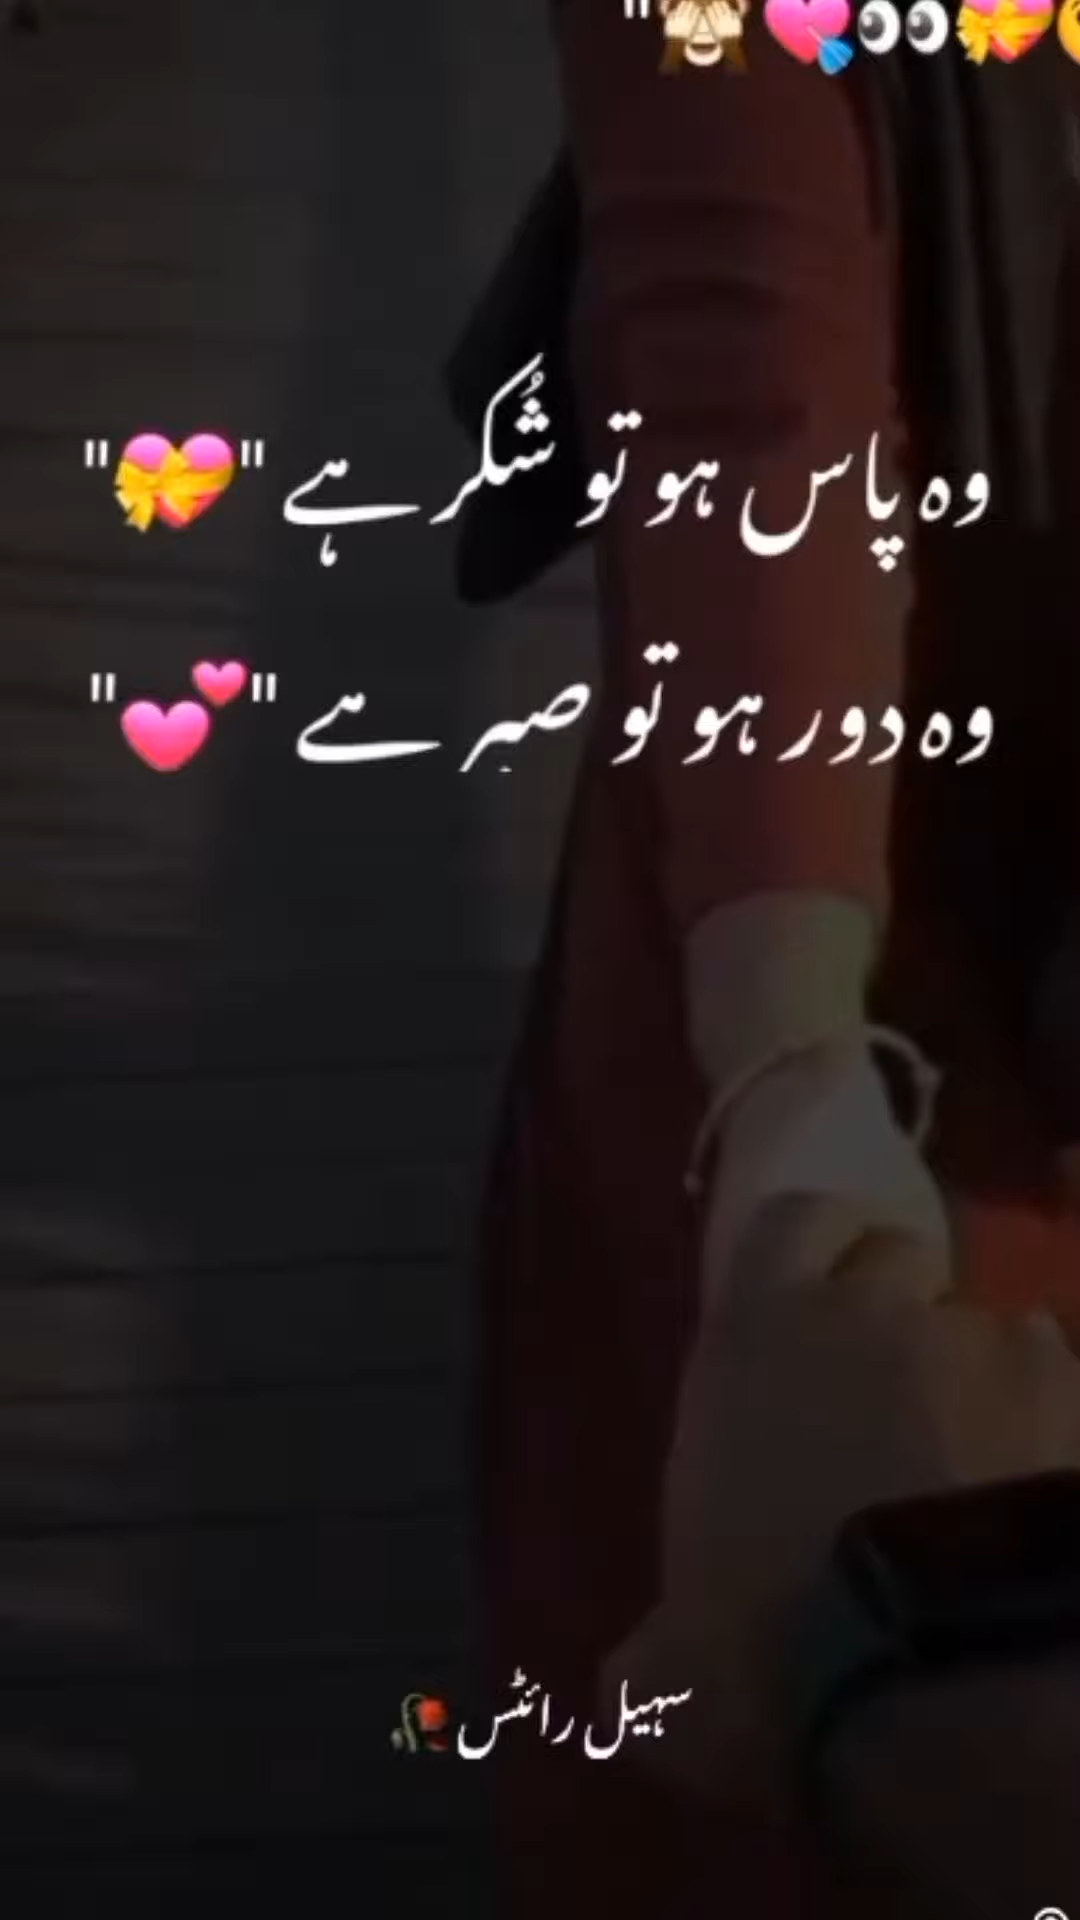 "🙈💘👀💝
وہ پاس ہو تو شُکر ہے "💝"
وہ دور ہو تو صبر ہے "💕"
سہیل رائٹس🥀